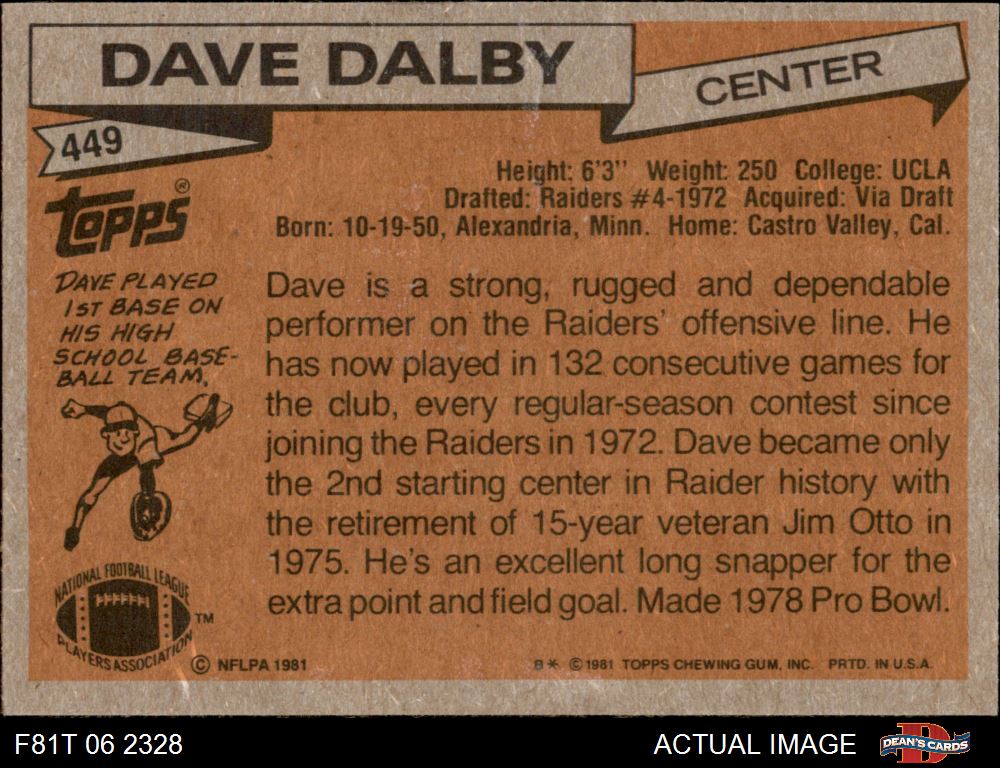 DAVE DALBY
CENTER
449
TOPPS®
Height: 6'3'' Weight: 250 College: UCLA
Drafted: Raiders #4-1972 Acquired: Via Draft
Born: 10-19-50, Alexandria, Minn. Home: Castro Valley, Cal.
DAVE PLAYED
1ST BASE ON
HIS HIGH
SCHOOL BASE-
BALL TEAM.
Dave is a strong, rugged and dependable
performer on the Raiders' offensive line. He
has now played in 132 consecutive games for
the club, every regular-season contest since
joining the Raiders in 1972. Dave became only
the 2nd starting center in Raider history with
the retirement of 15-year veteran Jim Otto in
1975. He's an excellent long snapper for the
extra point and field goal. Made 1978 Pro Bowl.
NATIONAL FOOTBALL LEAGUE
PLAYERS ASSOCIATION
TM
© NFLPA 1981
B* © 1981 TOPPS CHEWING GUM, INC. PRTD. IN U.S.A.
F81T 06 2328
ACTUAL IMAGE
D
DEAN'S CARDS